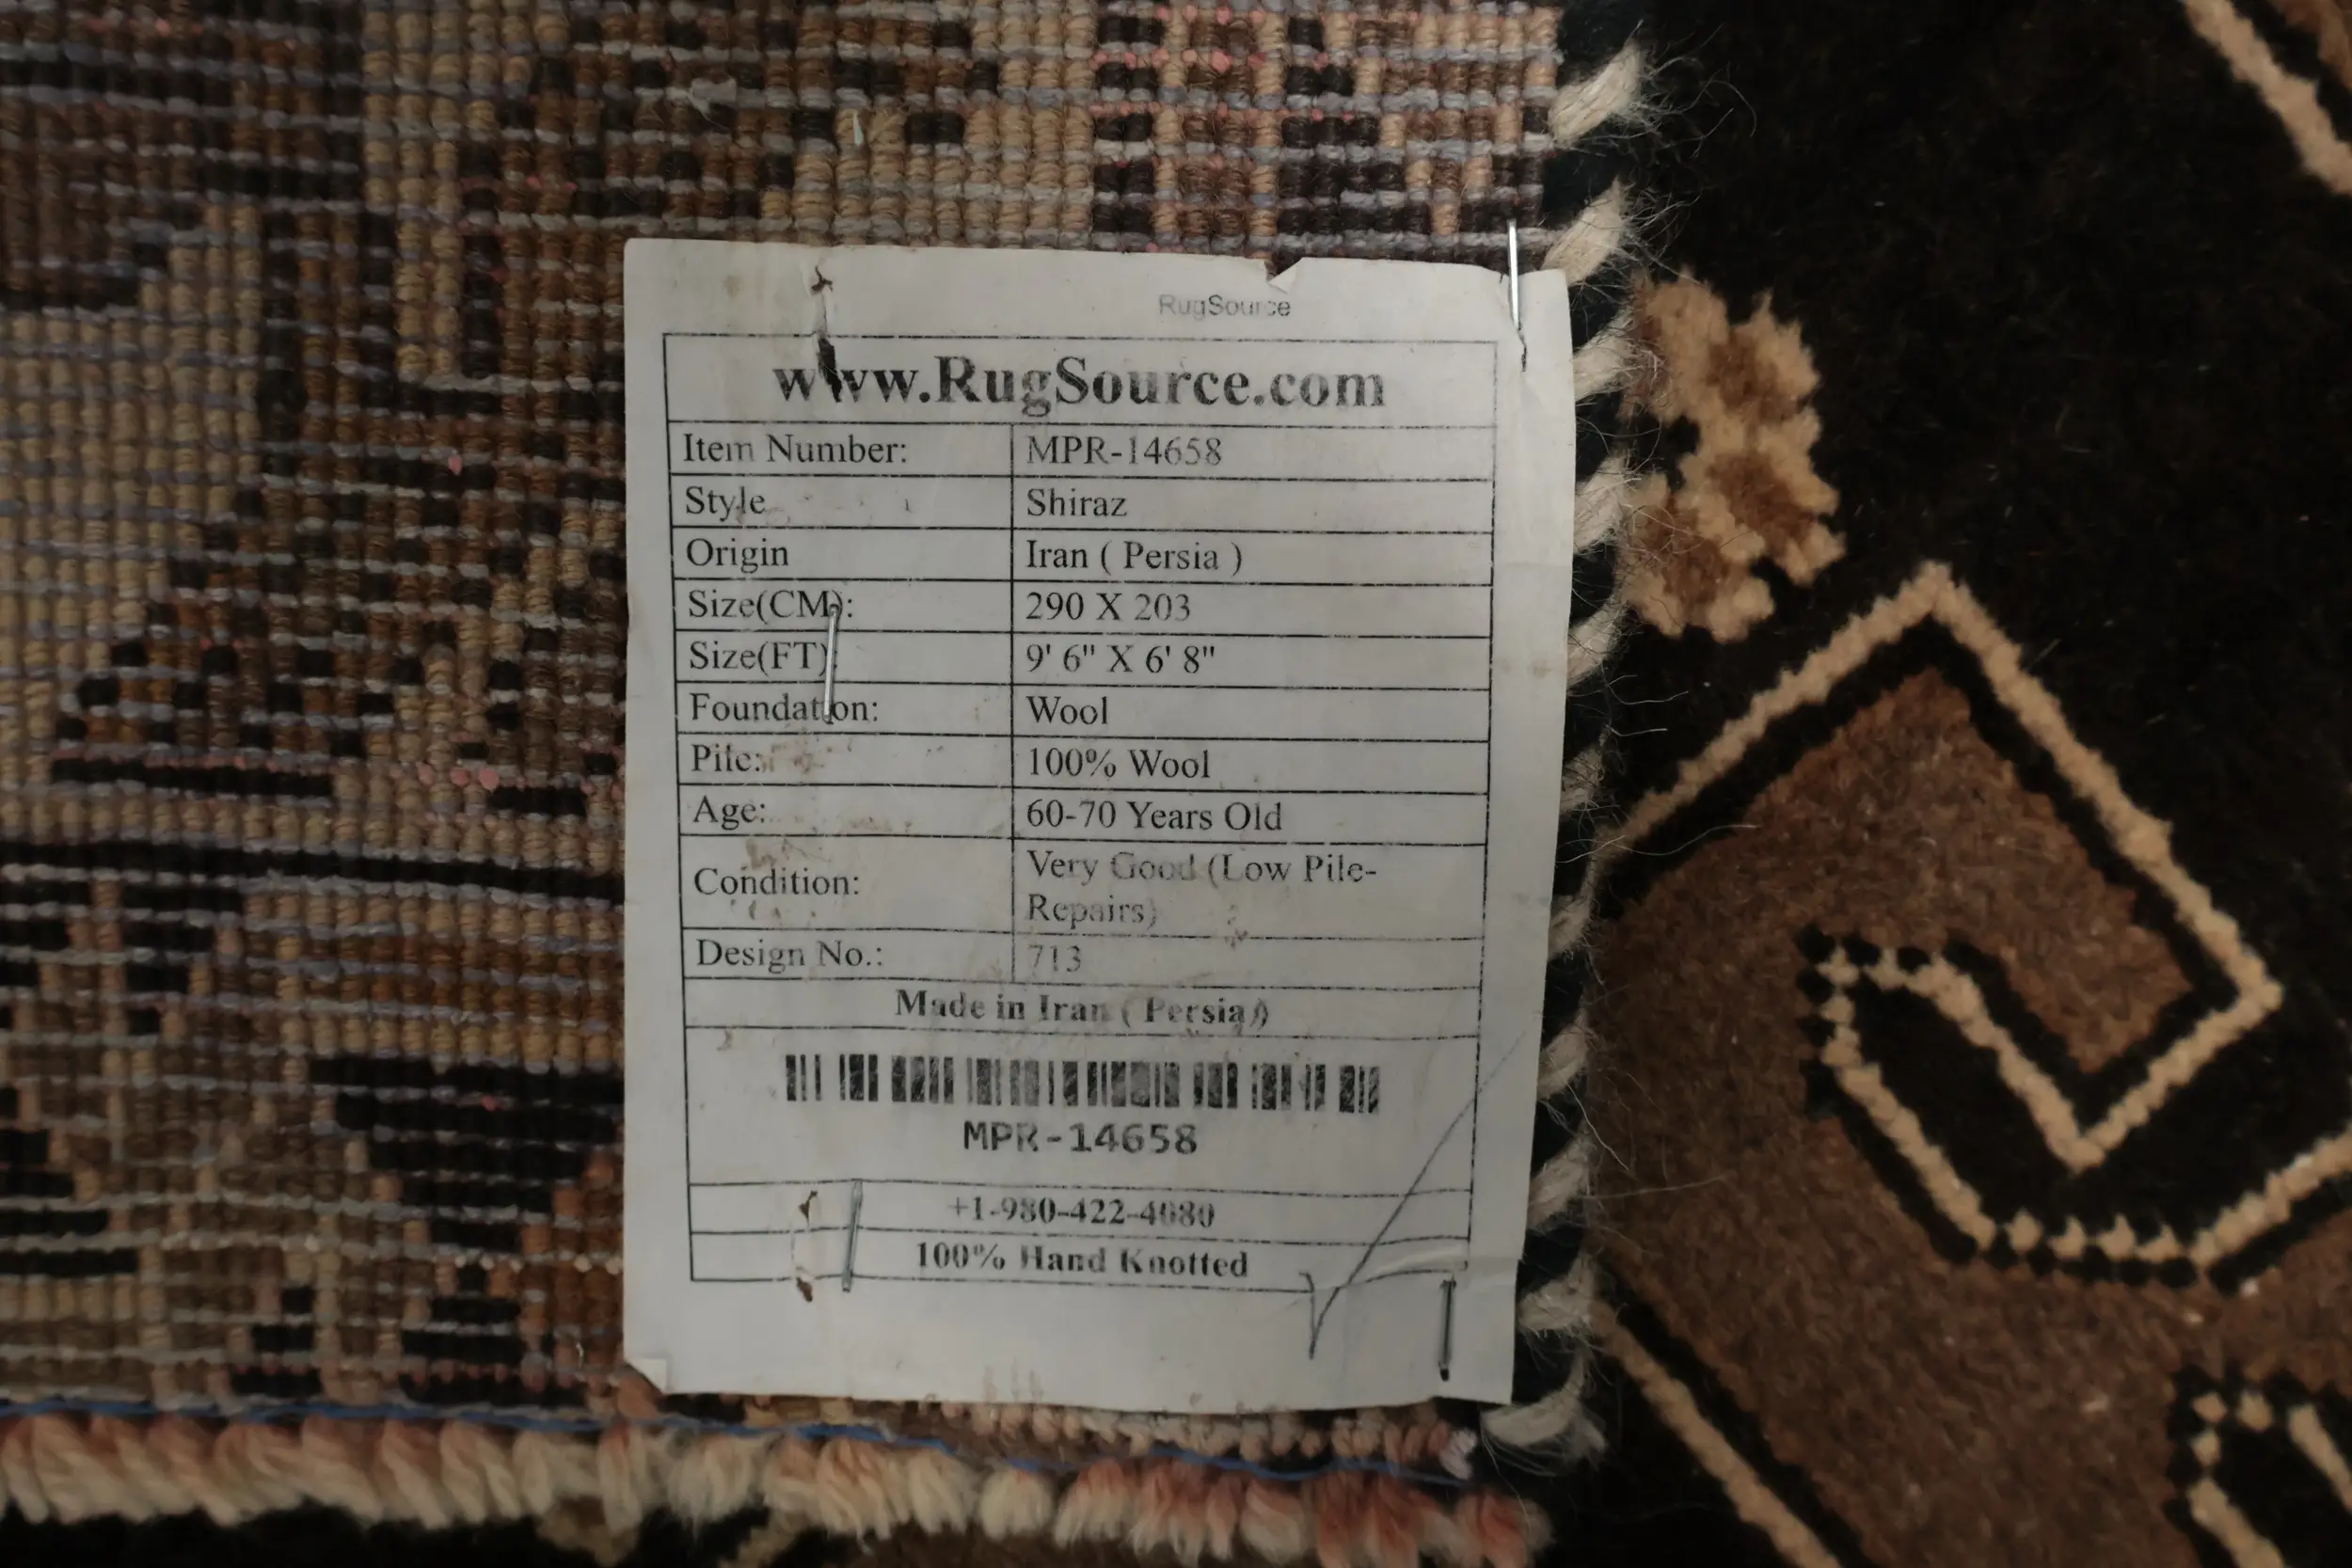 RugSource
www.RugSource.com
Item Number: MPR-14658
Style Shiraz
Origin Iran ( Persia )
Size(CM): 290 X 203
Size(FT): 9' 6" X 6' 8"
Foundation: Wool
Pile: 100% Wool
Age: 60-70 Years Old
Condition: Very Good (Low Pile-
Repairs)
Design No.: 713
Made in Iran ( Persia )
MPR-14658
+1-980-422-4080
100% Hand Knotted